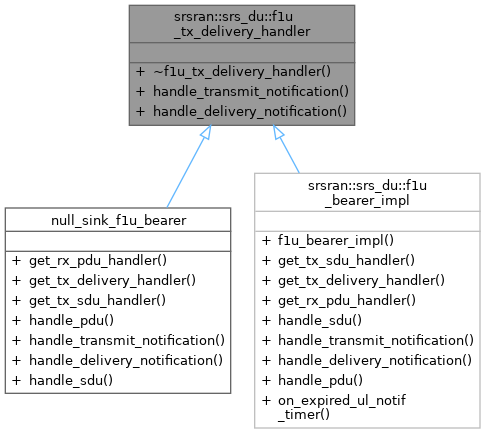 srsran::srs_du::f1u
_tx_delivery_handler
+ ~f1u_tx_delivery_handler()
+ handle_transmit_notification()
+ handle_delivery_notification()
null_sink_f1u_bearer
+ get_rx_pdu_handler()
+ get_tx_delivery_handler()
+ get_tx_sdu_handler()
+ handle_pdu()
+ handle_transmit_notification()
+ handle_delivery_notification()
+ handle_sdu()
srsran::srs_du::f1u
_bearer_impl
+ f1u_bearer_impl()
+ get_tx_sdu_handler()
+ get_tx_delivery_handler()
+ get_rx_pdu_handler()
+ handle_sdu()
+ handle_transmit_notification()
+ handle_delivery_notification()
+ handle_pdu()
+ on_expired_ul_notif
_timer()